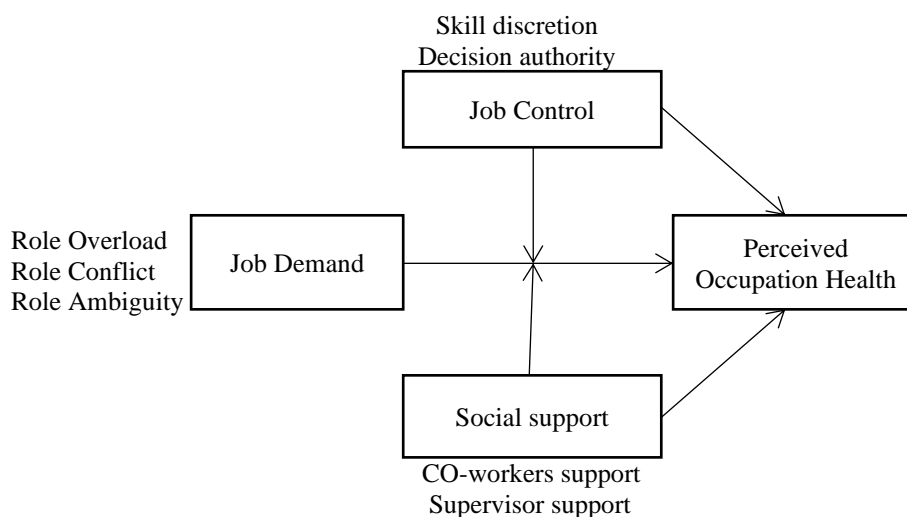 Skill discretion
Decision authority
Job Control
Role Overload
Role Conflict
Role Ambiguity
Job Demand
Perceived
Occupation Health
Social support
CO-workers support
Supervisor support